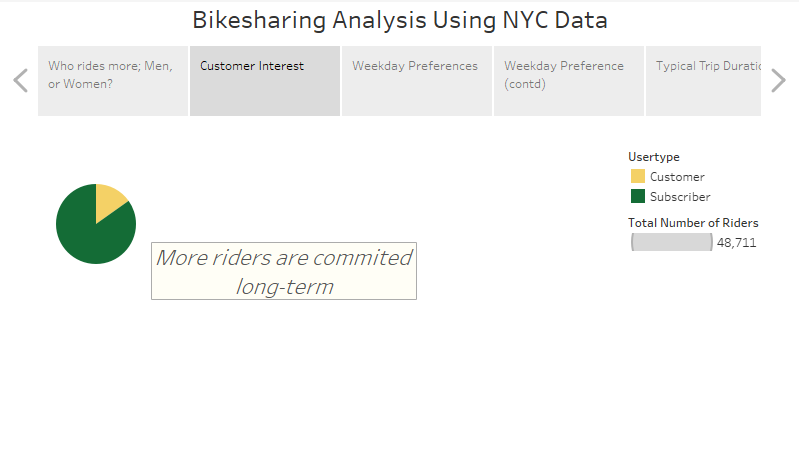 Bikesharing Analysis Using NYC Data
Who rides more; Men,
or Women?
Customer Interest
Weekday Preferences
Weekday Preference
(contd)
Typical Trip Duratic
Usertype
Customer
Subscriber
Total Number of Riders
48,711
More riders are commited
long-term